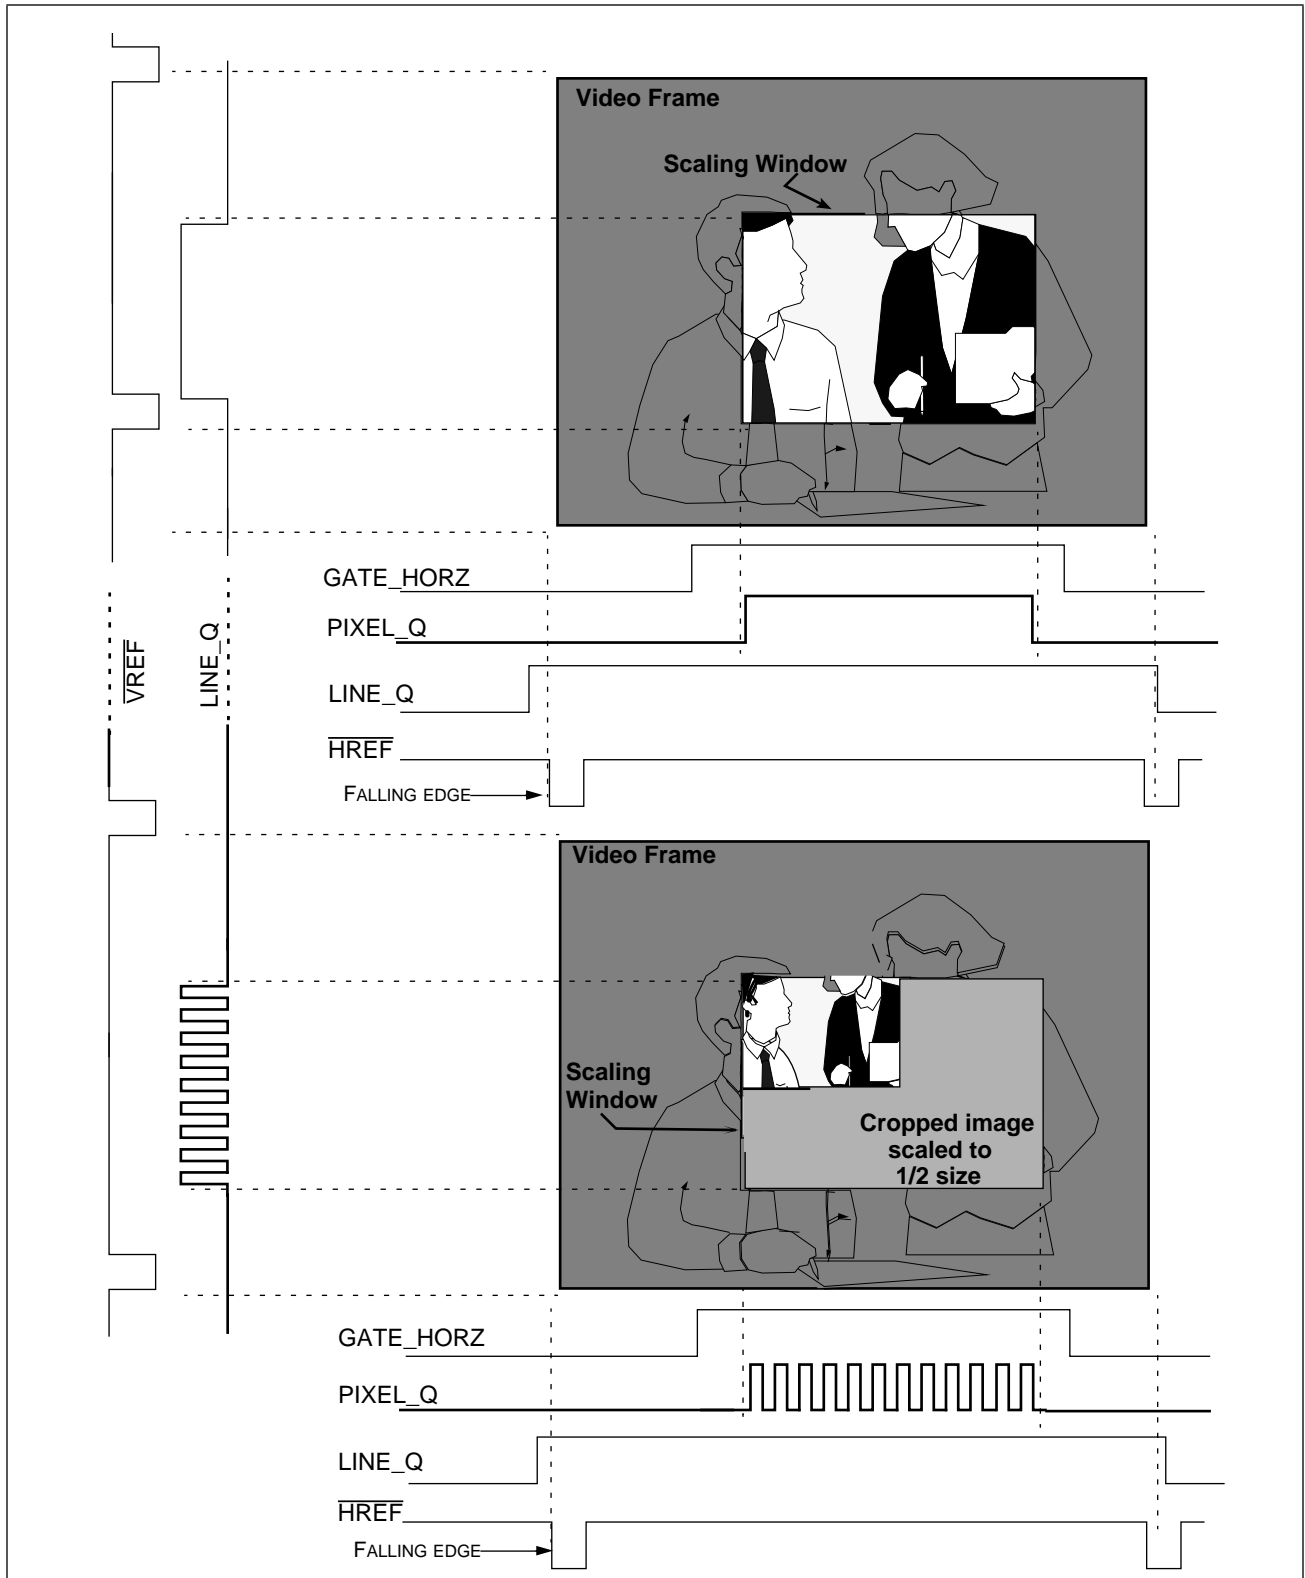 Video Frame
Scaling Window
GATE_HORZ
PIXEL_Q
LINE_Q
HREF
FALLING EDGE
VREF
LINE_Q
Video Frame
Scaling
Window
Cropped image
scaled to
1/2 size
GATE_HORZ
PIXEL_Q
LINE_Q
HREF
FALLING EDGE